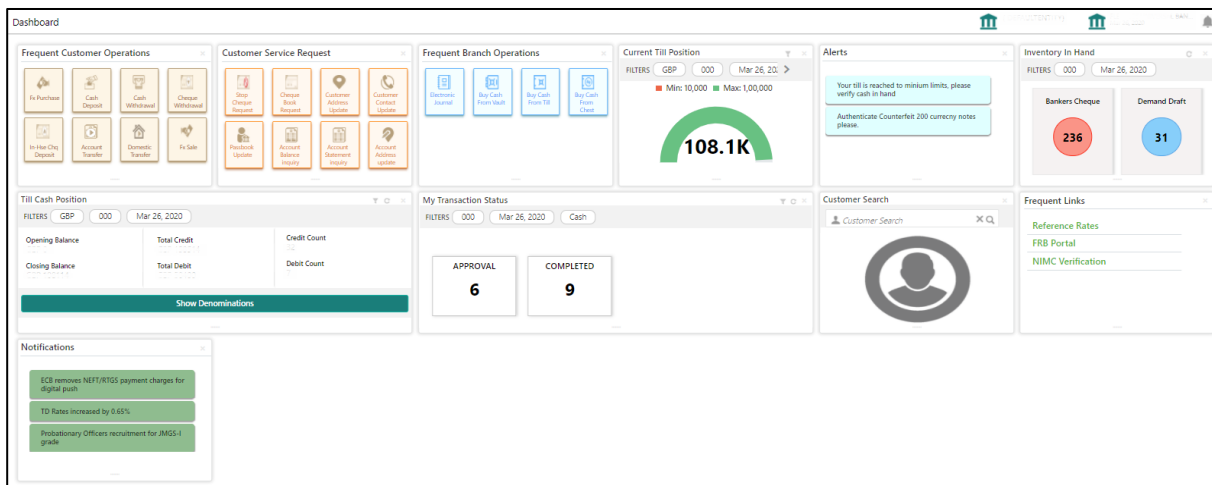 Dashboard
Frequent Customer Operations
Fx Purchase
Cash
Deposit
Cash
Withdrawal
Cheque
Withdrawal
In-Hse Chq
Deposit
Account
Transfer
Domestic
Transfer
Fx Sale
Customer Service Request
Stop
Cheque
Request
Cheque
Book
Request
Customer
Address
Update
Customer
Contact
Update
Passbook
Update
Account
Balance
Inquiry
Account
Statement
Inquiry
Account
Address
update
Frequent Branch Operations
Electronic
Journal
Buy Cash
From Vault
Buy Cash
From Till
Buy Cash
From
Chest
Current Till Position
FILTERS GBP 000 Mar 26, 20
Min: 10,000 Max: 1,00,000
108.1K
Alerts
Your till is reached to minium limits, please
verify cash in hand
Authenticate Counterfeit 200 currecny notes
please.
Inventory In Hand
FILTERS 000 Mar 26, 2020
Bankers Cheque
236
Demand Draft
31
Till Cash Position
FILTERS GBP 000 Mar 26, 2020
Opening Balance
Total Credit
Credit Count
Closing Balance
Total Debit
Debit Count
Show Denominations
My Transaction Status
FILTERS 000 Mar 26, 2020 Cash
APPROVAL
6
COMPLETED
9
Customer Search
Customer Search
Frequent Links
Reference Rates
FRB Portal
NIMC Verification
Notifications
ECB removes NEFT/RTGS payment charges for
digital push
TD Rates increased by 0.65%
Probationary Officers recruitment for JMGS-I
grade